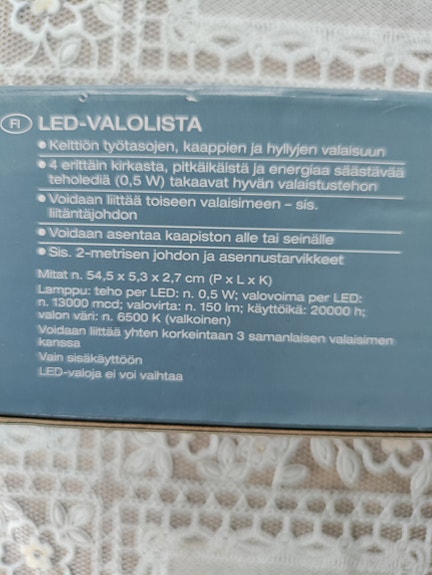 FI LED-VALOLISTA
• Keittiön työtasojen, kaappien ja hyllyjen valaisuun
• 4 erittäin kirkasta, pitkäikäistä ja energiaa säästävää
teholediä (0,5 W) takaavat hyvän valaistustehon
• Voidaan liittää toiseen valaisimeen – sis.
liitäntäjohdon
• Voidaan asentaa kaapiston alle tai seinälle
• Sis. 2-metrisen johdon ja asennustarvikkeet
Mitat n. 54,5 x 5,3 x 2,7 cm (P x L x K)
Lamppu: teho per LED: n. 0,5 W; valovoima per LED:
n. 13000 mcd; valovirta: n. 150 lm; käyttöikä: 20000 h;
valon väri: n. 6500 K (valkoinen)
Voidaan liittää yhten korkeintaan 3 samanlaisen valaisimen
kanssa
Vain sisäkäyttöön
LED-valoja ei voi vaihtaa